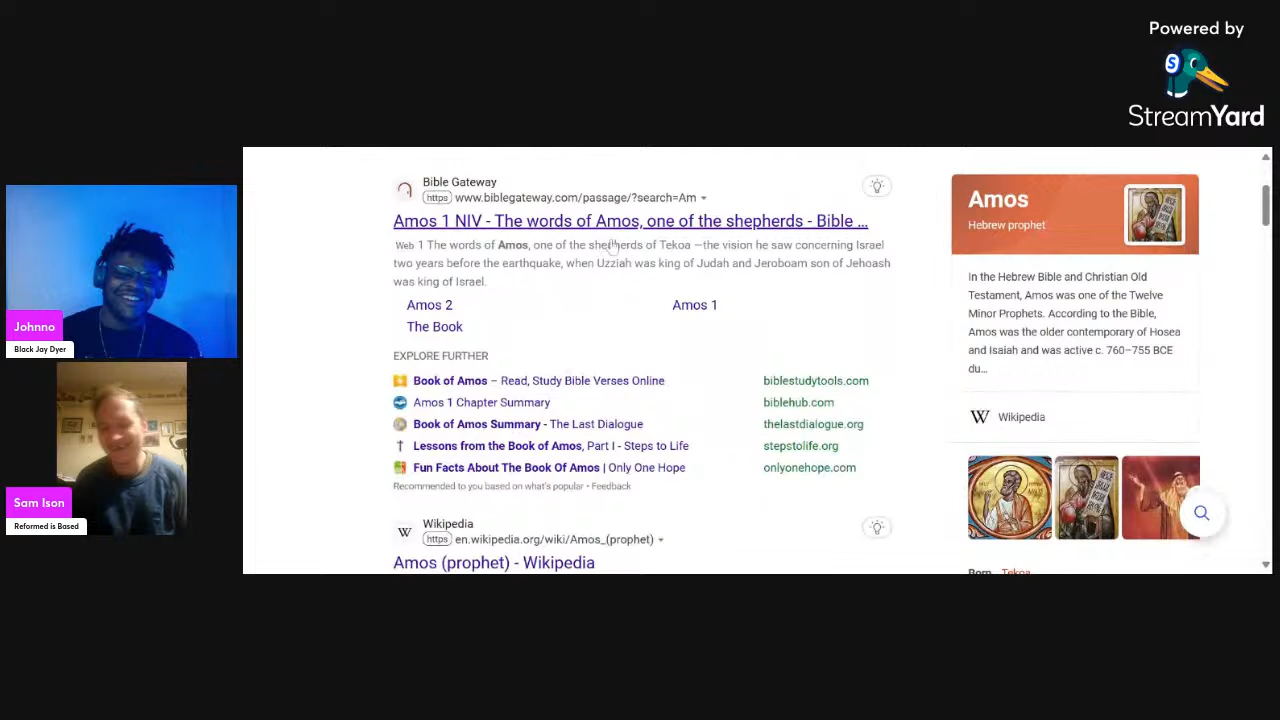 Powered by
S
StreamYard
Johnno
Black Jay Dyer
Sam Ison
Reformed is Based
Bible Gateway
https www.biblegateway.com/passage/?search=Am
Amos 1 NIV - The words of Amos, one of the shepherds - Bible ...
Web 1 The words of Amos, one of the shepherds of Tekoa —the vision he saw concerning Israel
two years before the earthquake, when Uzziah was king of Judah and Jeroboam son of Jehoash
was king of Israel.
Amos 2
Amos 1
The Book
EXPLORE FURTHER
Book of Amos – Read, Study Bible Verses Online biblestudytools.com
Amos 1 Chapter Summary biblehub.com
Book of Amos Summary - The Last Dialogue thelastdialogue.org
Lessons from the Book of Amos, Part I - Steps to Life stepstolife.org
Fun Facts About The Book Of Amos | Only One Hope onlyonehope.com
Recommended to you based on what's popular • Feedback
Wikipedia
https en.wikipedia.org/wiki/Amos_(prophet)
Amos (prophet) - Wikipedia
Amos
Hebrew prophet
In the Hebrew Bible and Christian Old
Testament, Amos was one of the Twelve
Minor Prophets. According to the Bible,
Amos was the older contemporary of Hosea
and Isaiah and was active c. 760–755 BCE
du...
W Wikipedia
Born Tekoa